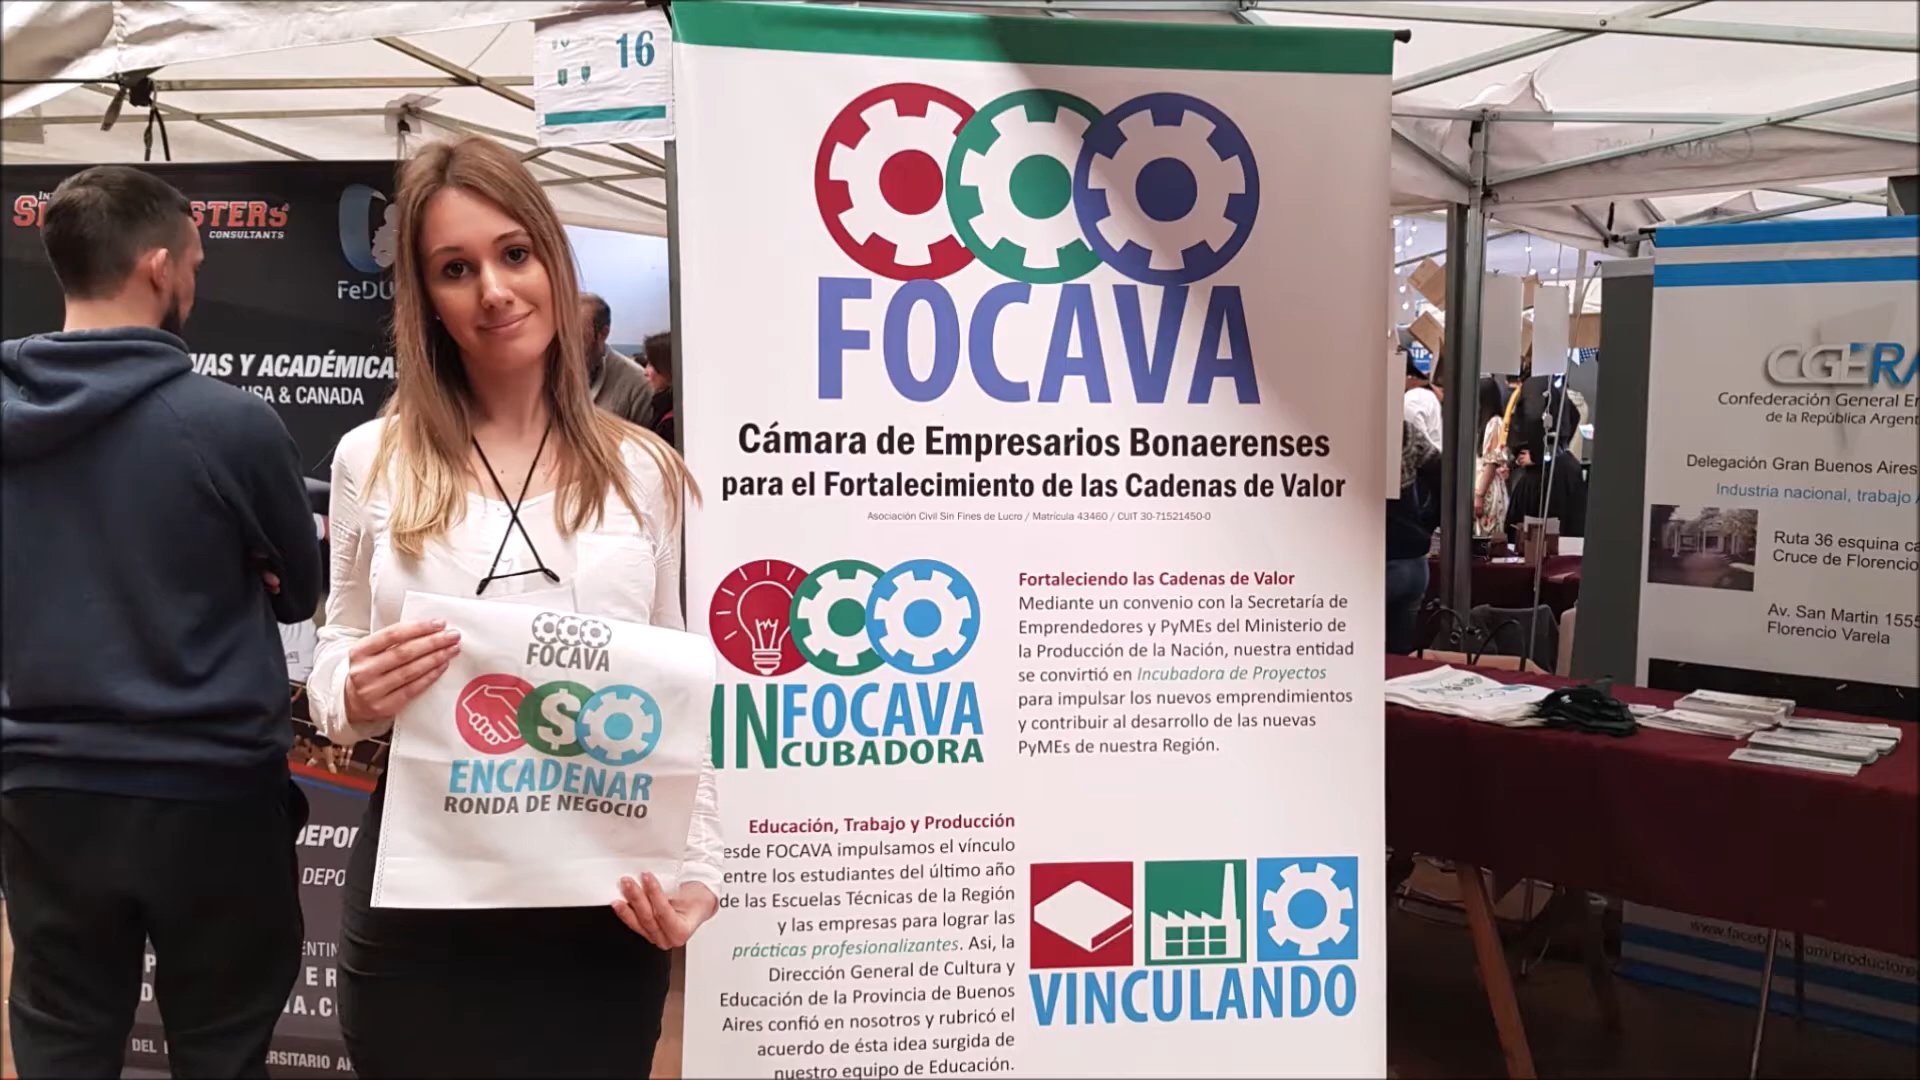 16
STERS
CONSULTANTS
FeDU
VAS Y ACADÉMICA
USA & CANADA
FOCAVA
Cámara de Empresarios Bonaerenses
para el Fortalecimiento de las Cadenas de Valor
Asociación Civil Sin Fines de Lucro / Matrícula 43460 / CUIT 30-71521450-0
INFOCAVA
INCUBADORA
Fortaleciendo las Cadenas de Valor
Mediante un convenio con la Secretaría de
Emprendedores y PyMEs del Ministerio de
la Producción de la Nación, nuestra entidad
se convirtió en Incubadora de Proyectos
para impulsar los nuevos emprendimientos
y contribuir al desarrollo de las nuevas
PyMEs de nuestra Región.
Educación, Trabajo y Producción
esde FOCAVA impulsamos el vínculo
entre los estudiantes del último año
de las Escuelas Técnicas de la Región
y las empresas para lograr las
prácticas profesionalizantes. Asi, la
Dirección General de Cultura y
Educación de la Provincia de Buenos
Aires confió en nosotros y rubricó el
acuerdo de ésta idea surgida de
nuestro equipo de Educación.
VINCULANDO
FOCAVA
ENCADENAR
RONDA DE NEGOCIO
DEPO
DEL
CGERA
Confederación General
de la República Argent
Delegación Gran Buenos Aires
Industria nacional, trabajo
Ruta 36 esquina
Cruce de Florencio
Av. San Martin 1555
Florencio Varela